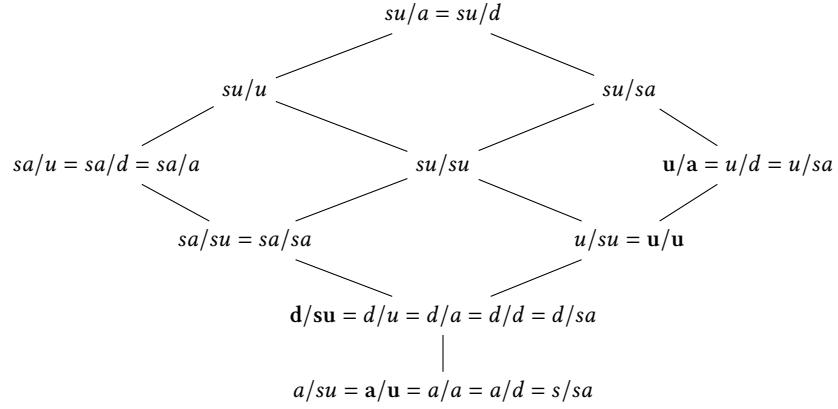 su/a = su/d
su/u su/sa
sa/u = sa/d = sa/a su/su u/a = u/d = u/sa
sa/su = sa/sa u/su = u/u
d/su = d/u = d/a = d/d = d/sa
a/su = a/u = a/a = a/d = s/sa